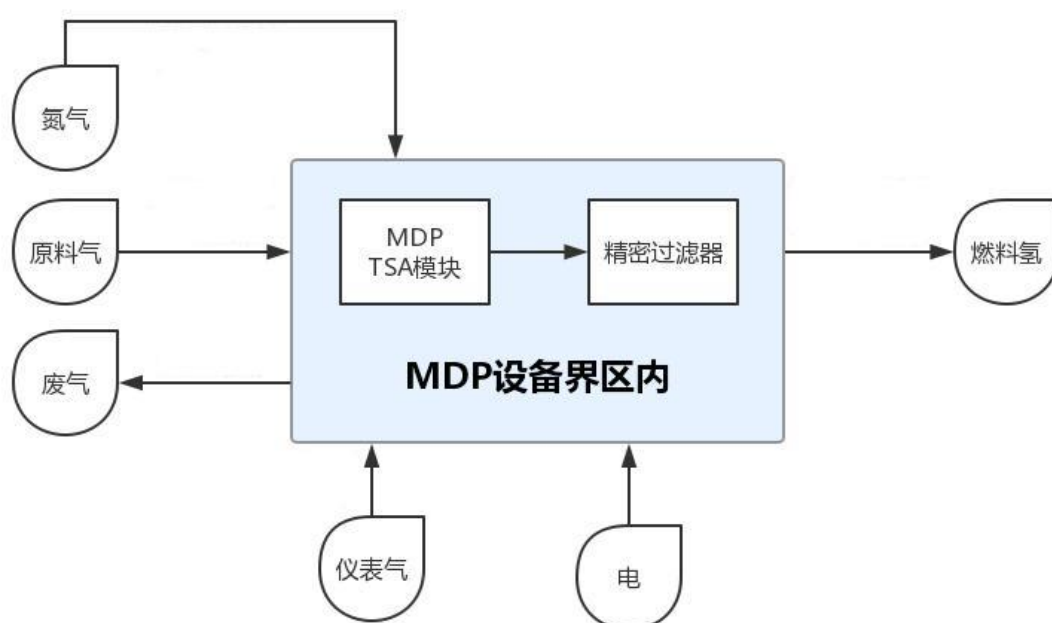 氮气
原料气
MDP
TSA模块
精密过滤器
燃料氢
废气
MDP设备界区内
仪表气
电